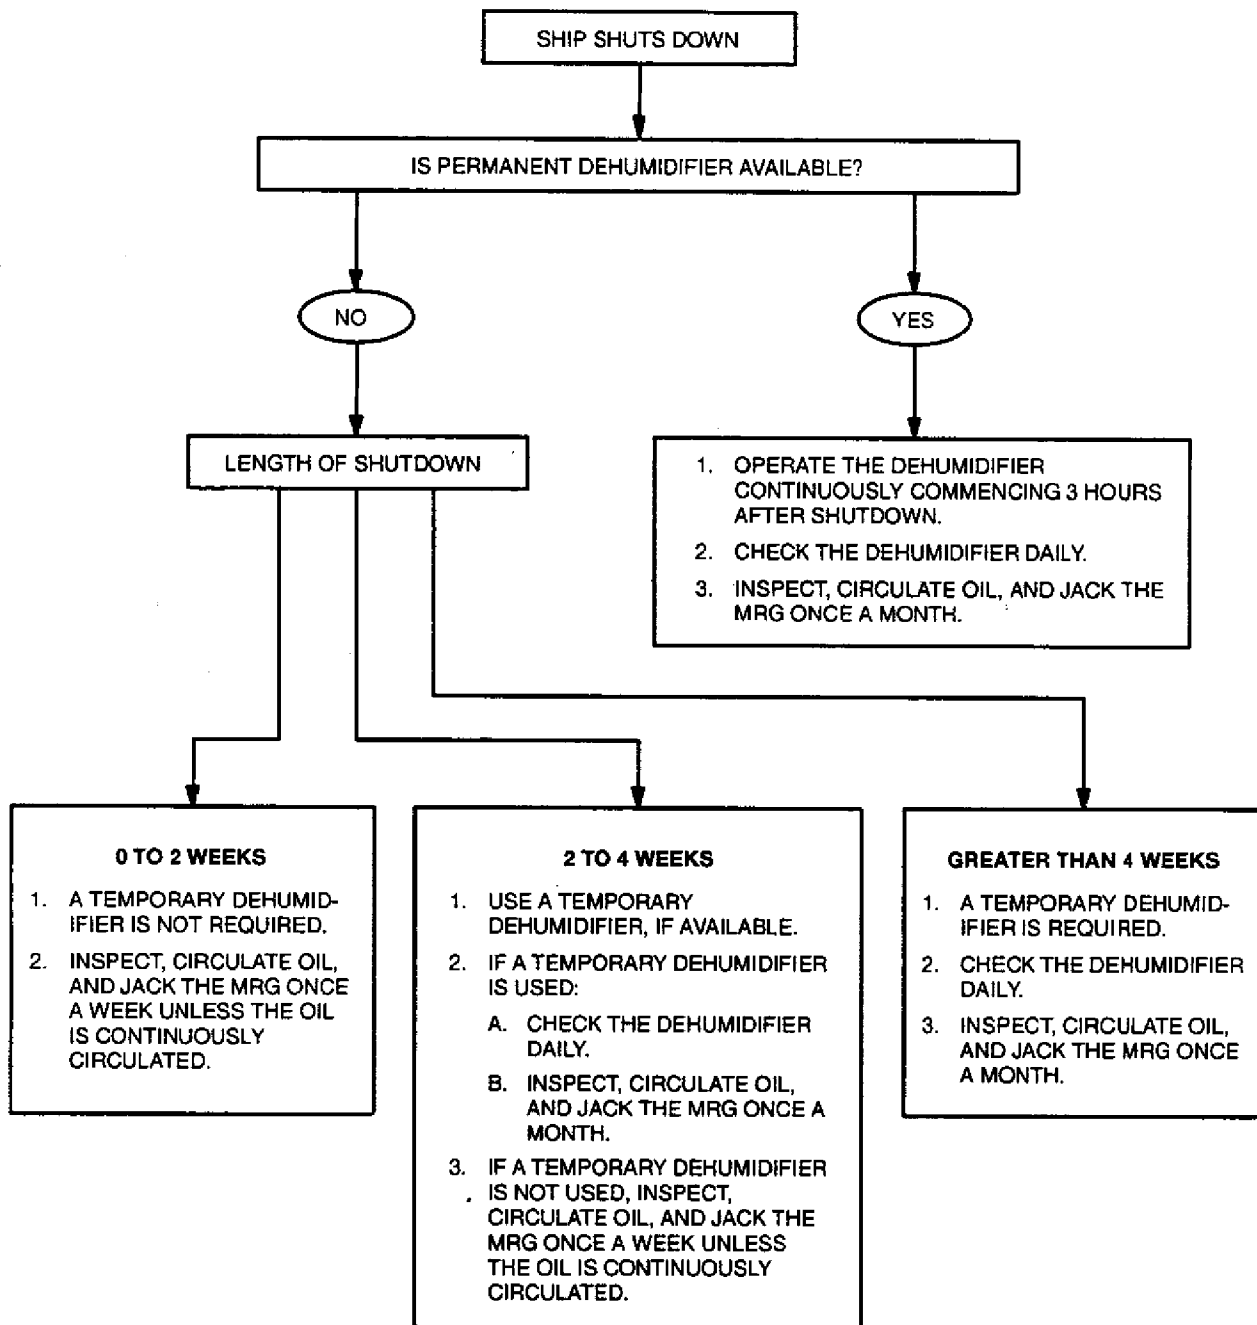 SHIP SHUTS DOWN
IS PERMANENT DEHUMIDIFIER AVAILABLE?
NO
YES
LENGTH OF SHUTDOWN
1. OPERATE THE DEHUMIDIFIER
CONTINUOUSLY COMMENCING 3 HOURS
AFTER SHUTDOWN.
2. CHECK THE DEHUMIDIFIER DAILY.
3. INSPECT, CIRCULATE OIL, AND JACK THE
MRG ONCE A MONTH.
0 TO 2 WEEKS
1. A TEMPORARY DEHUMID-
IFIER IS NOT REQUIRED.
2. INSPECT, CIRCULATE OIL,
AND JACK THE MRG ONCE
A WEEK UNLESS THE OIL
IS CONTINUOUSLY
CIRCULATED.
2 TO 4 WEEKS
1. USE A TEMPORARY
DEHUMIDIFIER, IF AVAILABLE.
2. IF A TEMPORARY DEHUMIDIFIER
IS USED:
A. CHECK THE DEHUMIDIFIER
DAILY.
B. INSPECT, CIRCULATE OIL,
AND JACK THE MRG ONCE A
MONTH.
3. IF A TEMPORARY DEHUMIDIFIER
IS NOT USED, INSPECT,
CIRCULATE OIL, AND JACK THE
MRG ONCE A WEEK UNLESS
THE OIL IS CONTINUOUSLY
CIRCULATED.
GREATER THAN 4 WEEKS
1. A TEMPORARY DEHUMID-
IFIER IS REQUIRED.
2. CHECK THE DEHUMIDIFIER
DAILY.
3. INSPECT, CIRCULATE OIL,
AND JACK THE MRG ONCE
A MONTH.